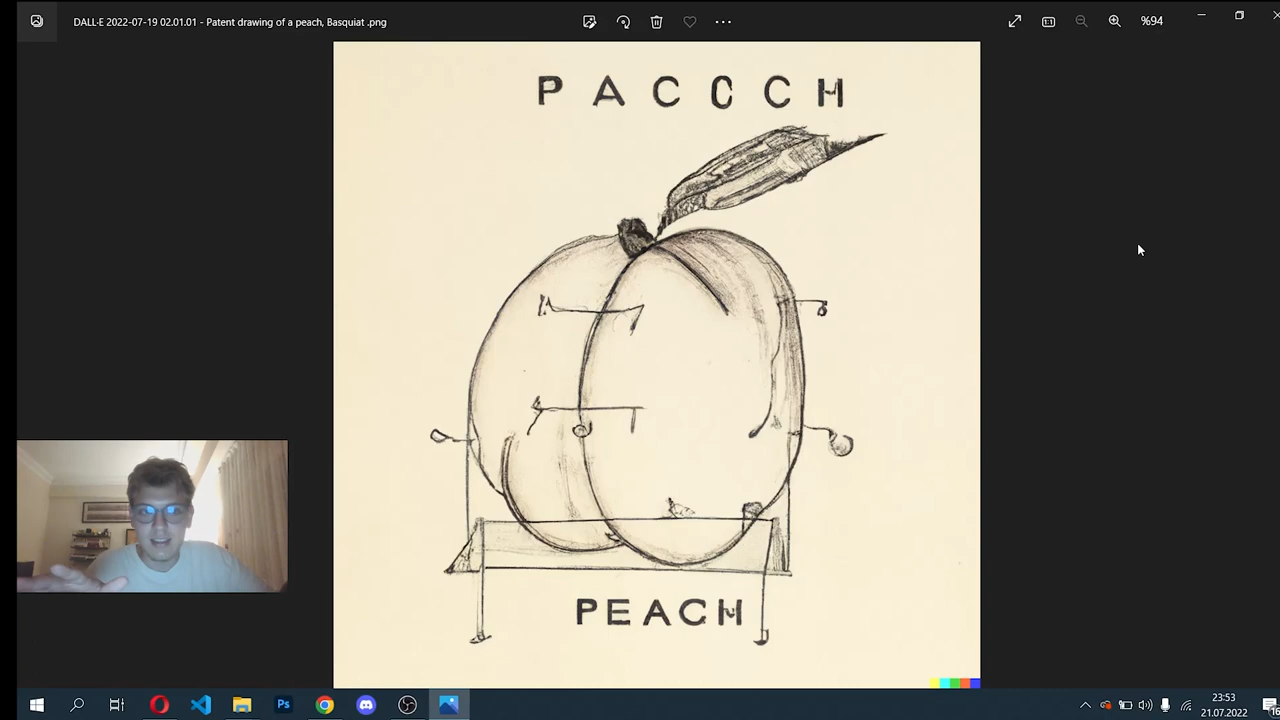 DALL·E 2022-07-19 02.01.01 - Patent drawing of a peach, Basquiat .png
%94
P A C C C H
PEACH
Ps
23:53
21.07.2022